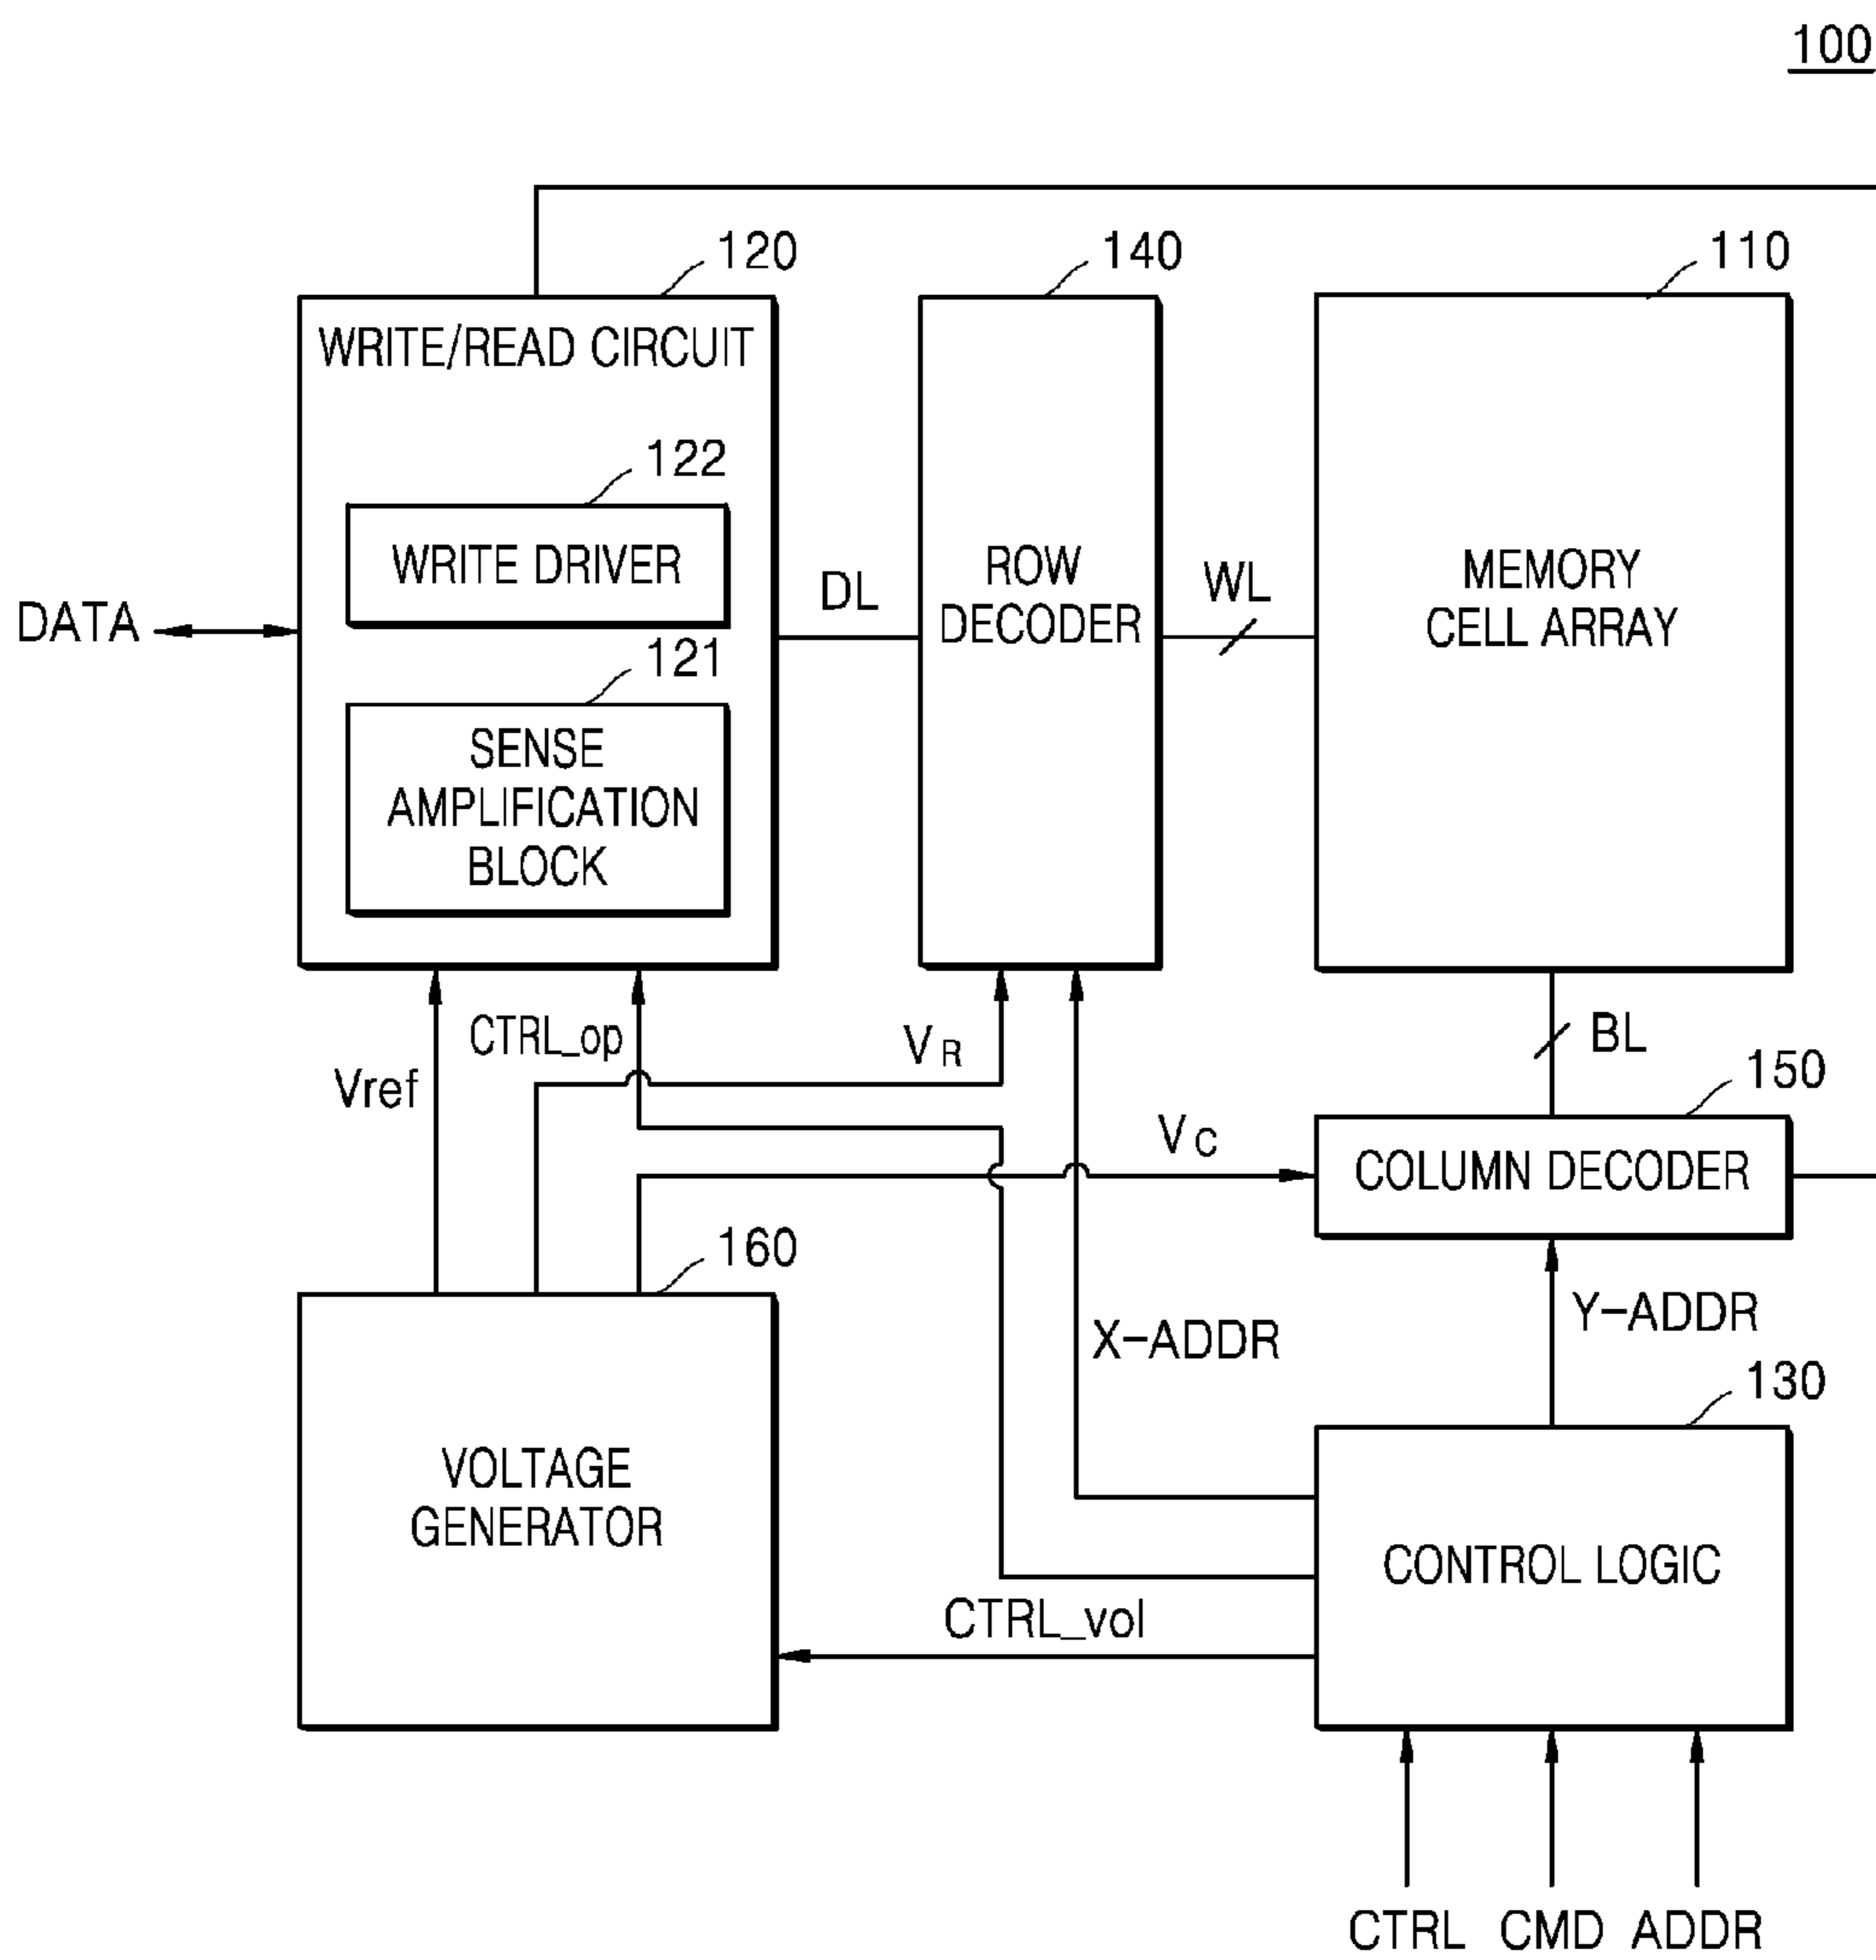 100
120
140
110
WRITE/READ CIRCUIT
122
WRITE DRIVER
DATA
121
SENSE
AMPLIFICATION
BLOCK
DL
ROW
DECODER
WL
MEMORY
CELL ARRAY
CTRL_op
VR
BL
Vref
150
VC
COLUMN DECODER
160
Y-ADDR
X-ADDR
130
VOLTAGE
GENERATOR
CONTROL LOGIC
CTRL_vol
CTRL CMD ADDR